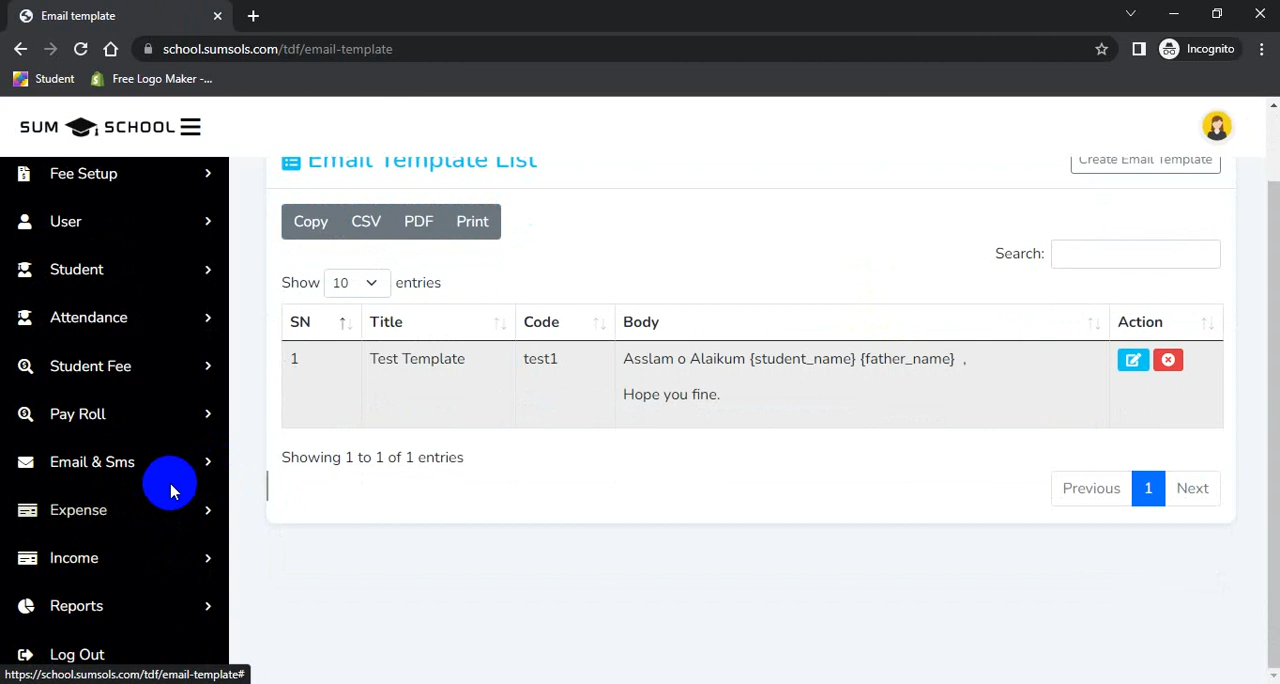 Email template
school.sumsols.com/tdf/email-template
Incognito
Student
Free Logo Maker -...
SUM SCHOOL
Email Template List
Create Email Template
Fee Setup
User
Student
Attendance
Student Fee
Pay Roll
Email & Sms
Expense
Income
Reports
Log Out
Copy CSV PDF Print
Search:
Show 10 entries
SN Title Code Body Action
1 Test Template test1 Asslam o Alaikum {student_name} {father_name} ,
Hope you fine.
Showing 1 to 1 of 1 entries
Previous 1 Next
https://school.sumsols.com/tdf/email-template#